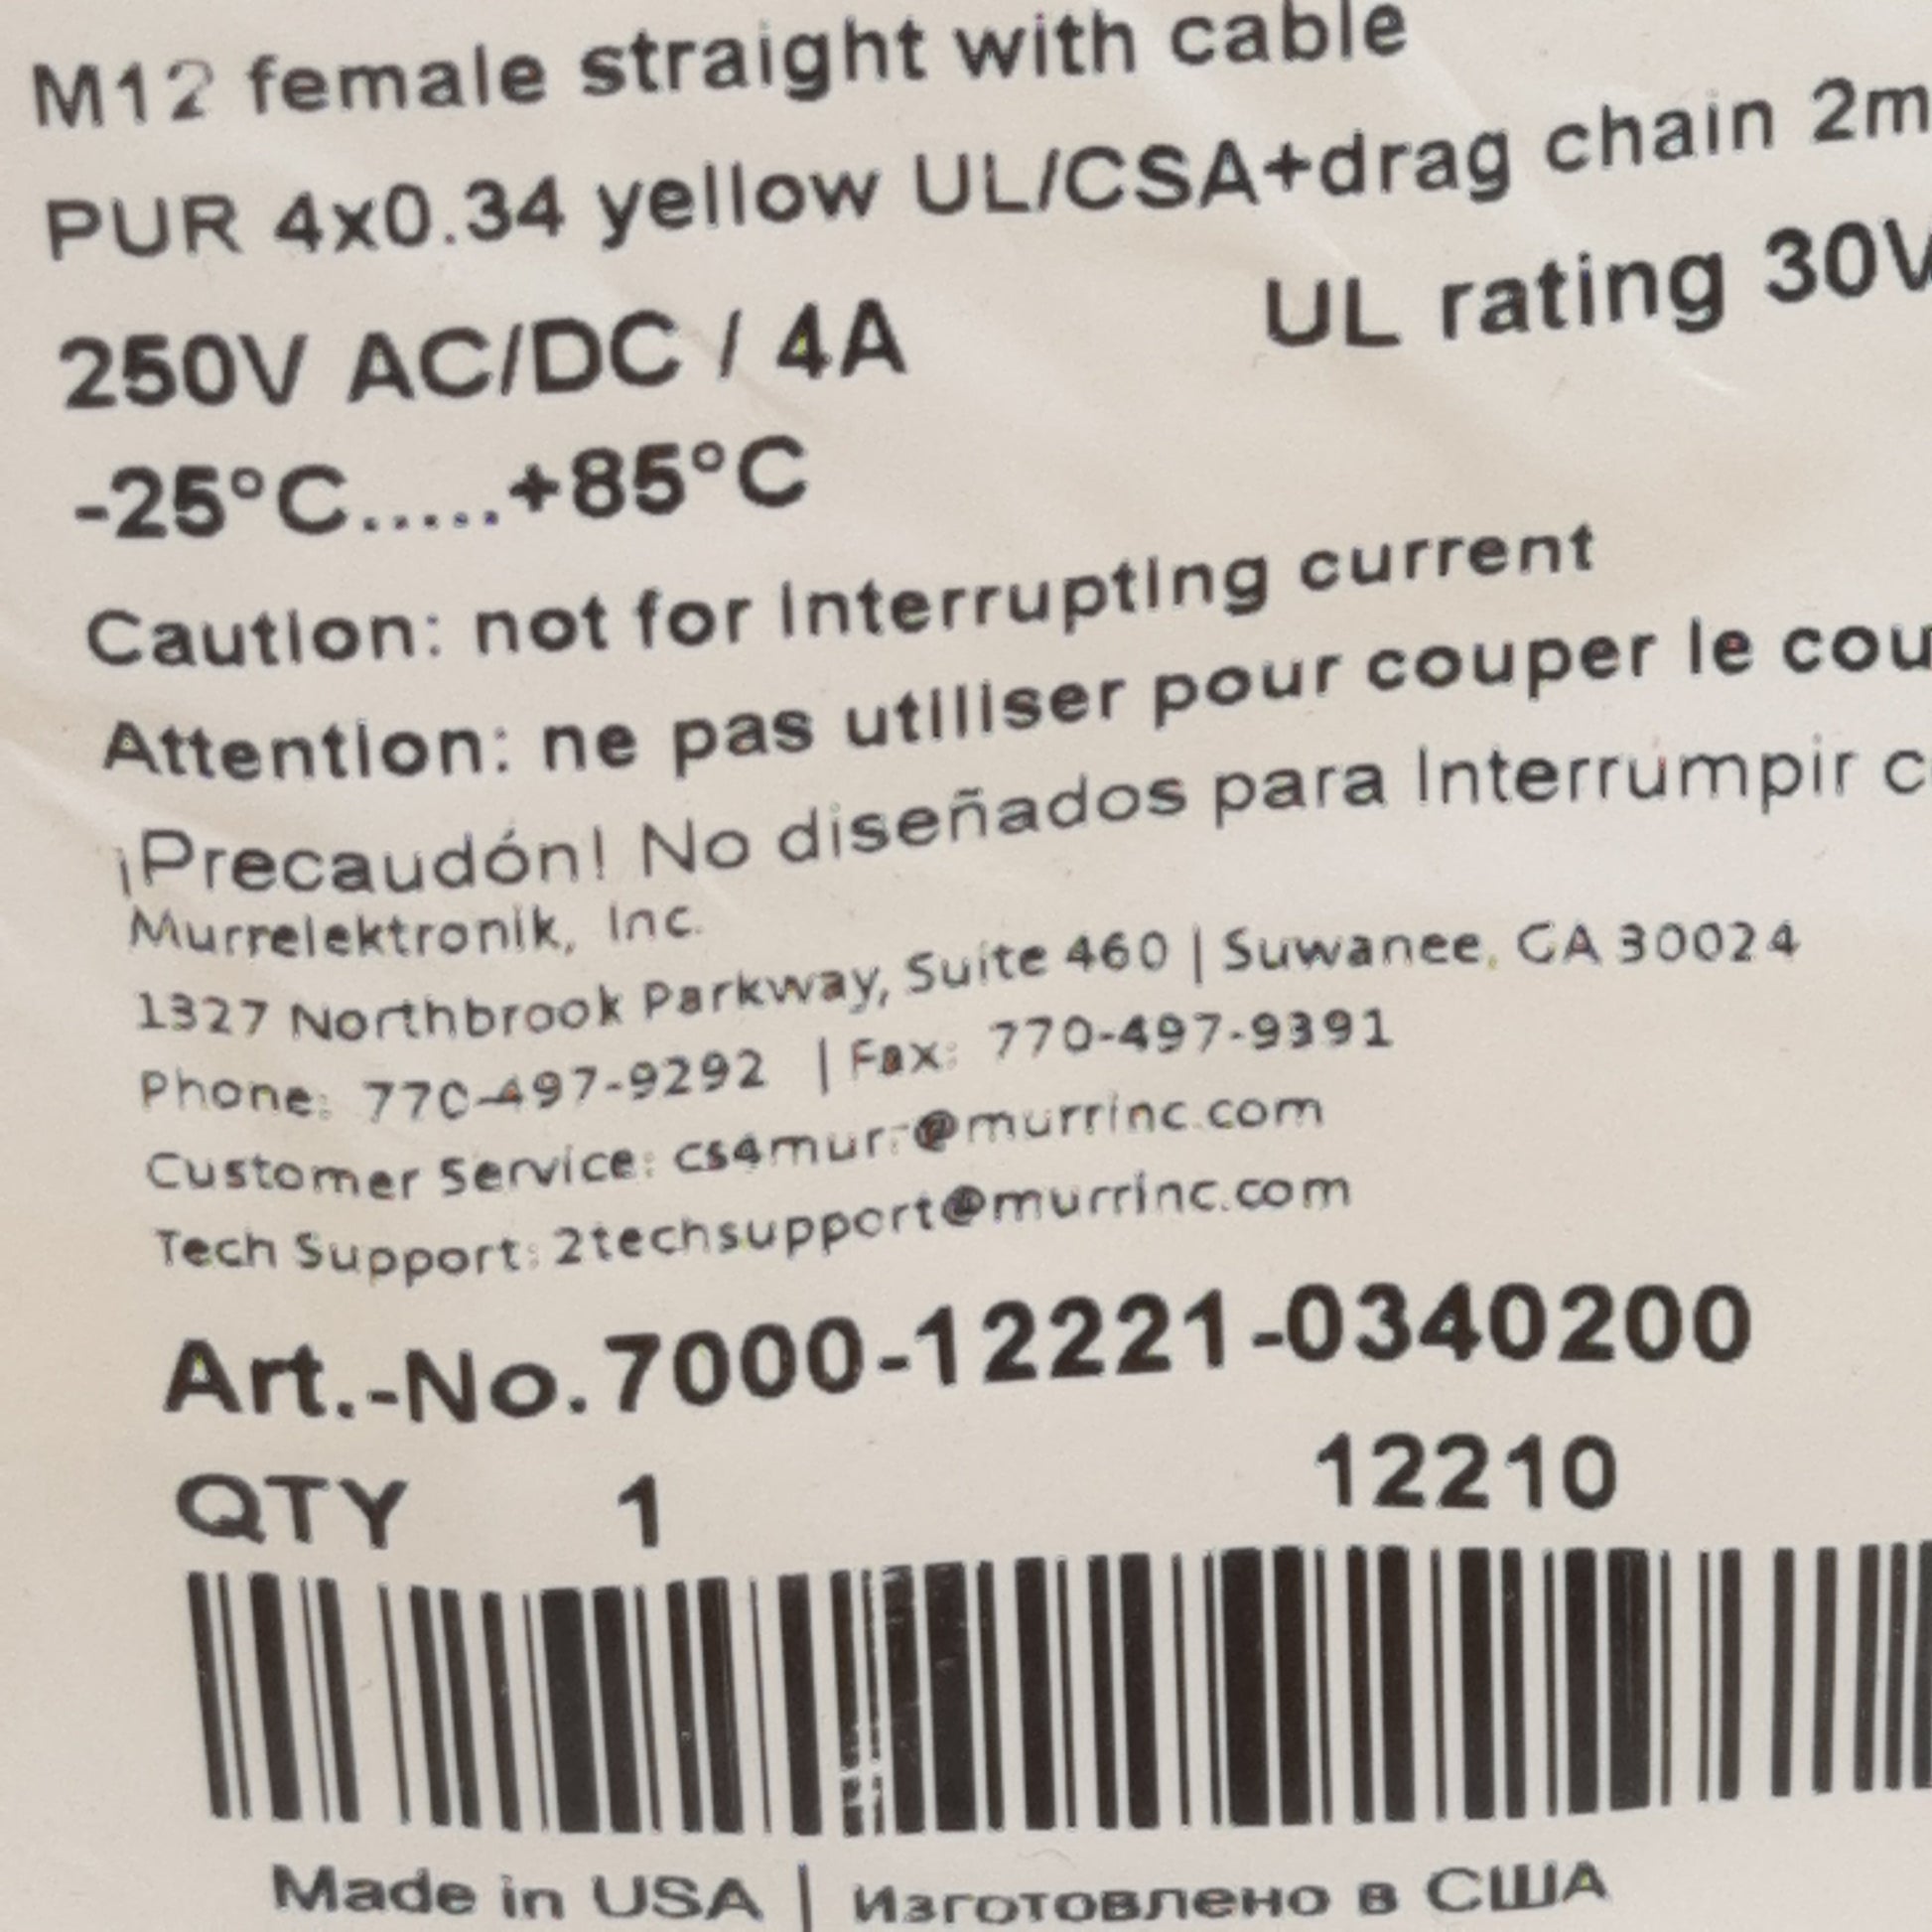 M12 female straight with cable
PUR 4x0.34 yellow UL/CSA+drag chain 2m
250V AC/DC / 4A UL rating 30V
-25°C.....+85°C
Cautlon: not for Interruptlng current
Attentlon: ne pas utlllser pour couper le cou
¡Precaudón! No diseñados para Interrumpir c
Murrelektronik, Inc.
1327 Northbrook Parkway, Suite 460 | Suwanee, GA 30024
Phone: 770-497-9292 | Fax: 770-497-9391
Customer Service: cs4murr@murrinc.com
Tech Support: 2techsupport@murrinc.com
Art.-No.7000-12221-0340200
QTY 1 12210
Made in USA | Изготовлено в США